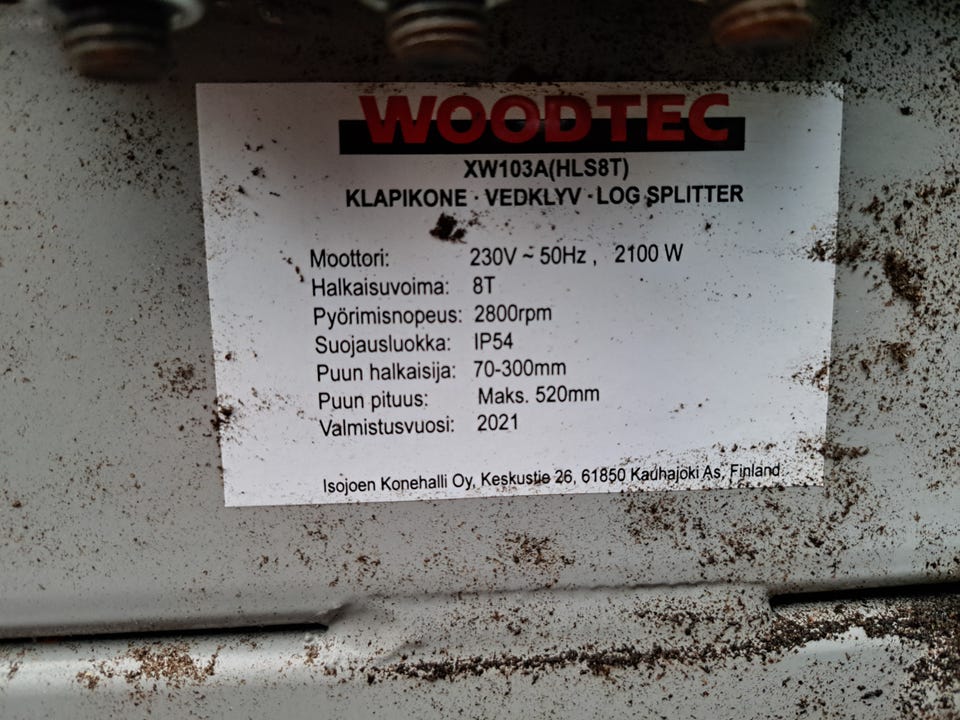 WOODTEC
XW103A(HLS8T)
KLAPIKONE · VEDKLYV · LOG SPLITTER
Moottori: 230V ~ 50Hz , 2100 W
Halkaisuvoima: 8T
Pyörimisnopeus: 2800rpm
Suojausluokka: IP54
Puun halkaisija: 70-300mm
Puun pituus: Maks. 520mm
Valmistusvuosi: 2021
Isojoen Konehalli Oy, Keskustie 26, 61850 Kauhajoki As, Finland